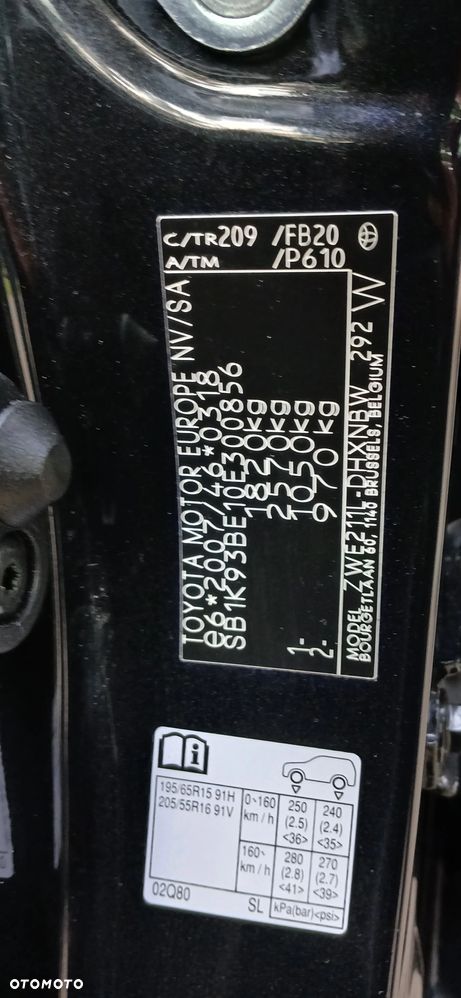 C/TR209 /FB20
A/TM /P610
TOYOTA MOTOR EUROPE NV/SA
e6*2007/46*0318
SB1K93BE10E300856
1820kg
2570kg
1- 1050kg
2- 970kg
MODEL ZWE211L-DHXNBW 292 W
BOURGETLAAN 60, 1140 BRUSSELS, BELGIUM
195/65R15 91H
205/55R16 91V
0~160 km/h
250 (2.5) <36>
240 (2.4) <35>
160~ km/h
280 (2.8) <41>
270 (2.7) <39>
02Q80 SL kPa(bar)<psi>
OTOMOTO
OTOMOTO